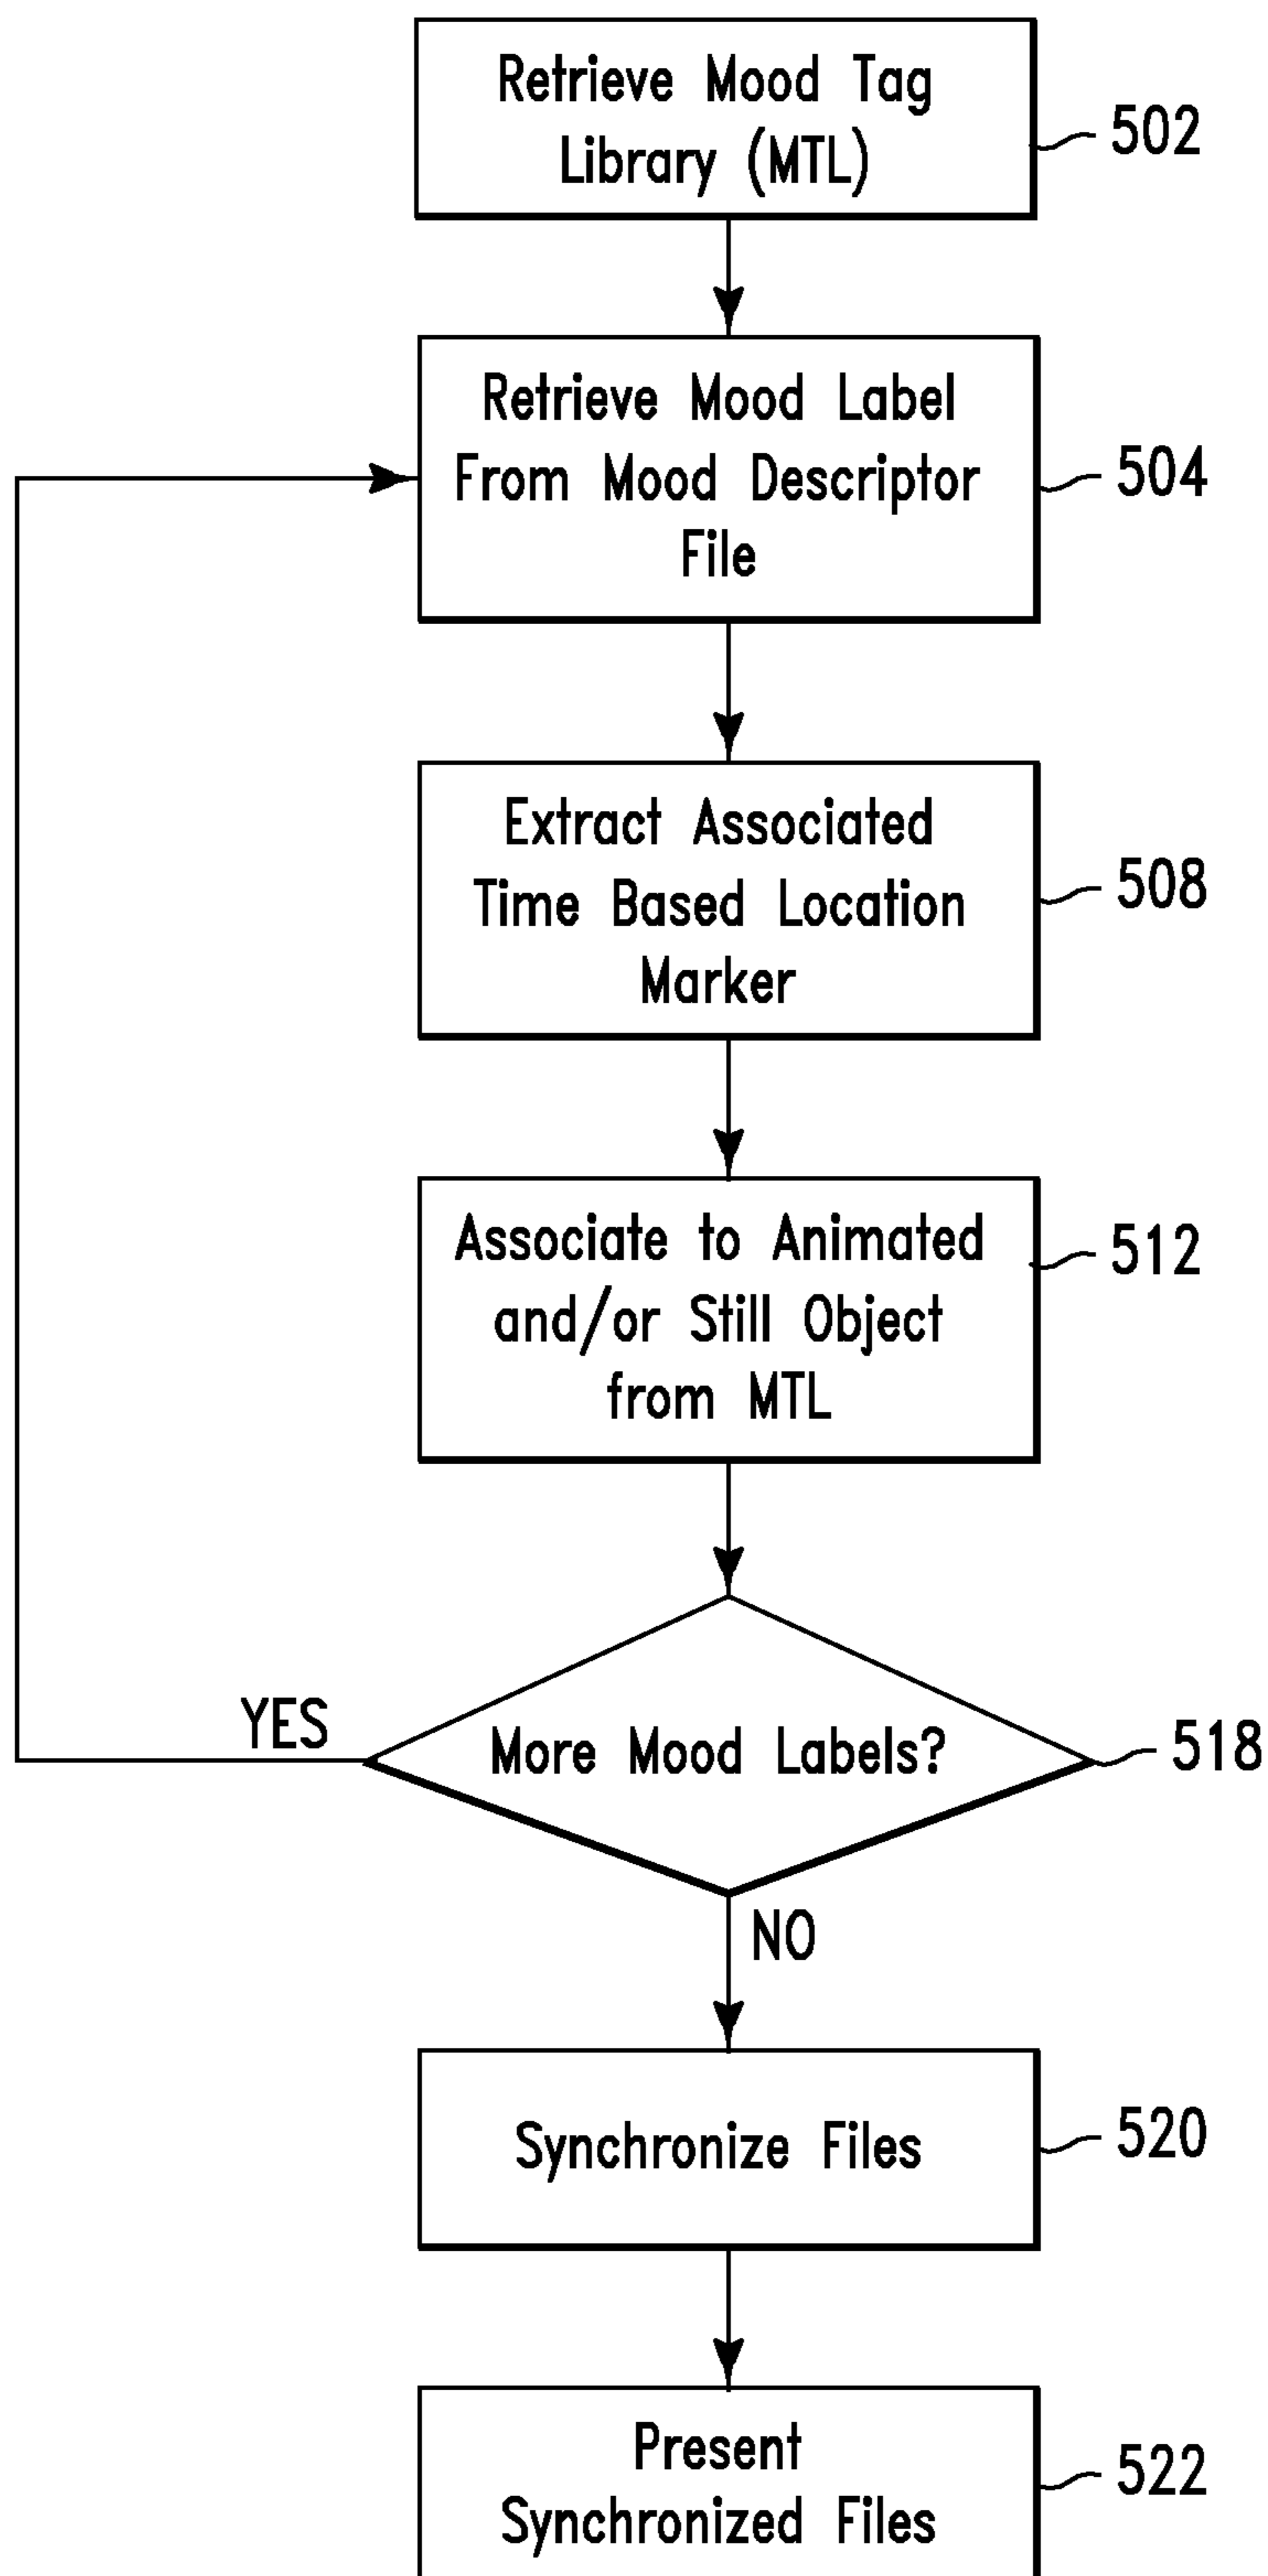 Retrieve Mood Tag
Library (MTL)
502
Retrieve Mood Label
From Mood Descriptor
File
504
Extract Associated
Time Based Location
Marker
508
Associate to Animated
and/or Still Object
from MTL
512
YES
More Mood Labels?
518
NO
Synchronize Files
520
Present
Synchronized Files
522